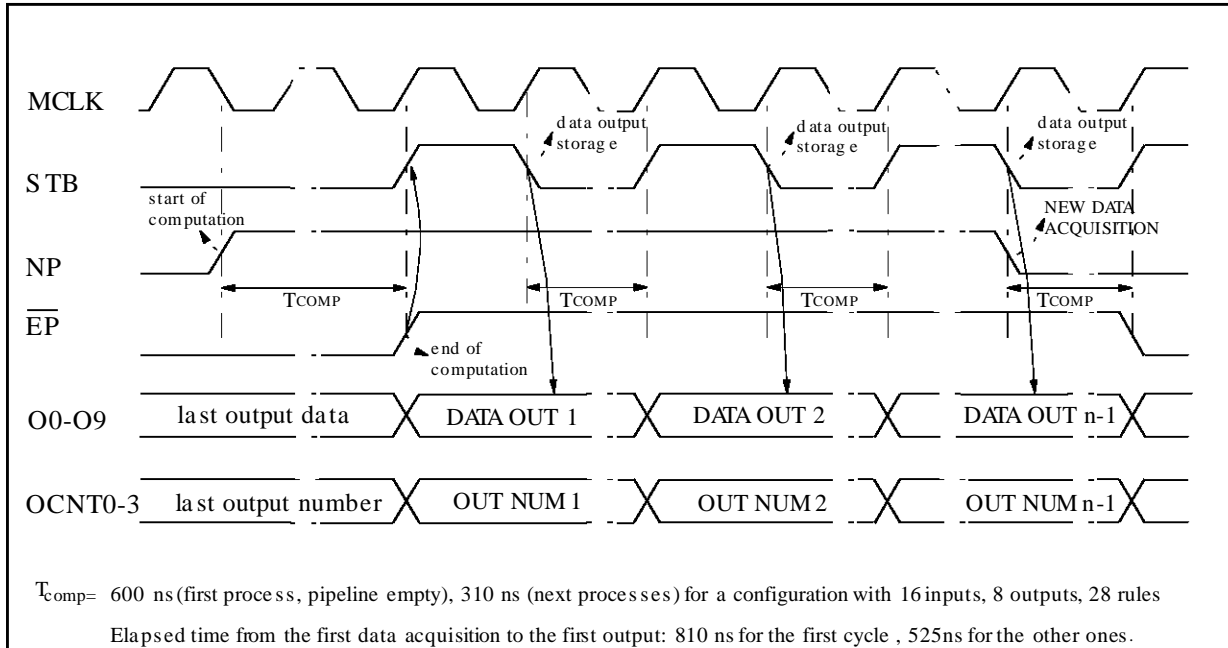 MCLK
data output
storage
data output
storage
data output
storage
STB
start of
computation
NEW DATA
ACQUISITION
NP
TCOMP
TCOMP
TCOMP
TCOMP
EP
end of
computation
O0-O9
last output data
DATA OUT 1
DATA OUT 2
DATA OUT n-1
OCNT0-3
last output number
OUT NUM 1
OUT NUM 2
OUT NUM n-1
Tcomp= 600 ns (first process, pipeline empty), 310 ns (next processes) for a configuration with 16 inputs, 8 outputs, 28 rules
Elapsed time from the first data acquisition to the first output: 810 ns for the first cycle , 525ns for the other ones.